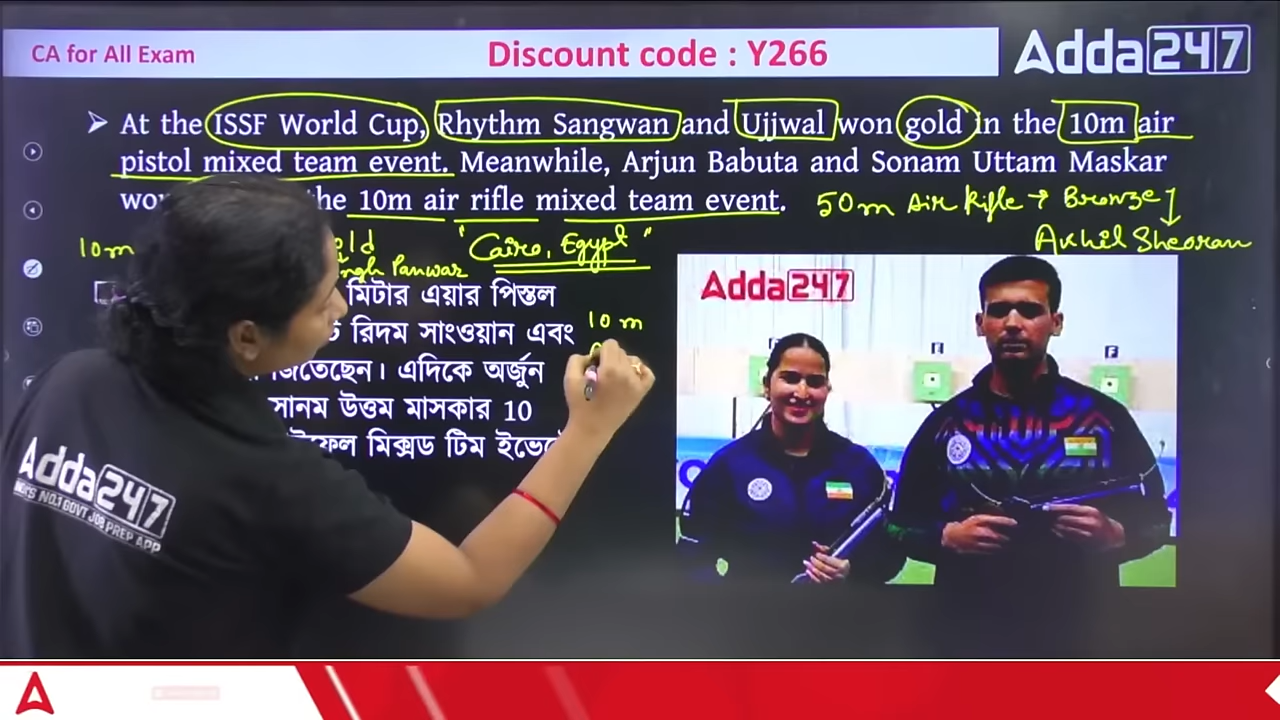 CA for All Exam
Discount code : Y266
Adda247
➤ At the ISSF World Cup, Rhythm Sangwan and Ujjwal won gold in the 10m air
pistol mixed team event. Meanwhile, Arjun Babuta and Sonam Uttam Maskar
the 10m air rifle mixed team event.
50m Air Rifle → Bronze
Akhil Sheoran
10m
"Cairo, Egypt"
Panwar
মিটার এয়ার পিস্তল
রিদম সাংওয়ান এবং
জিতেছেন। এদিকে অর্জুন
সানম উত্তম মাসকার 10
মিক্সড টিম
10 m
Adda247
Adda247